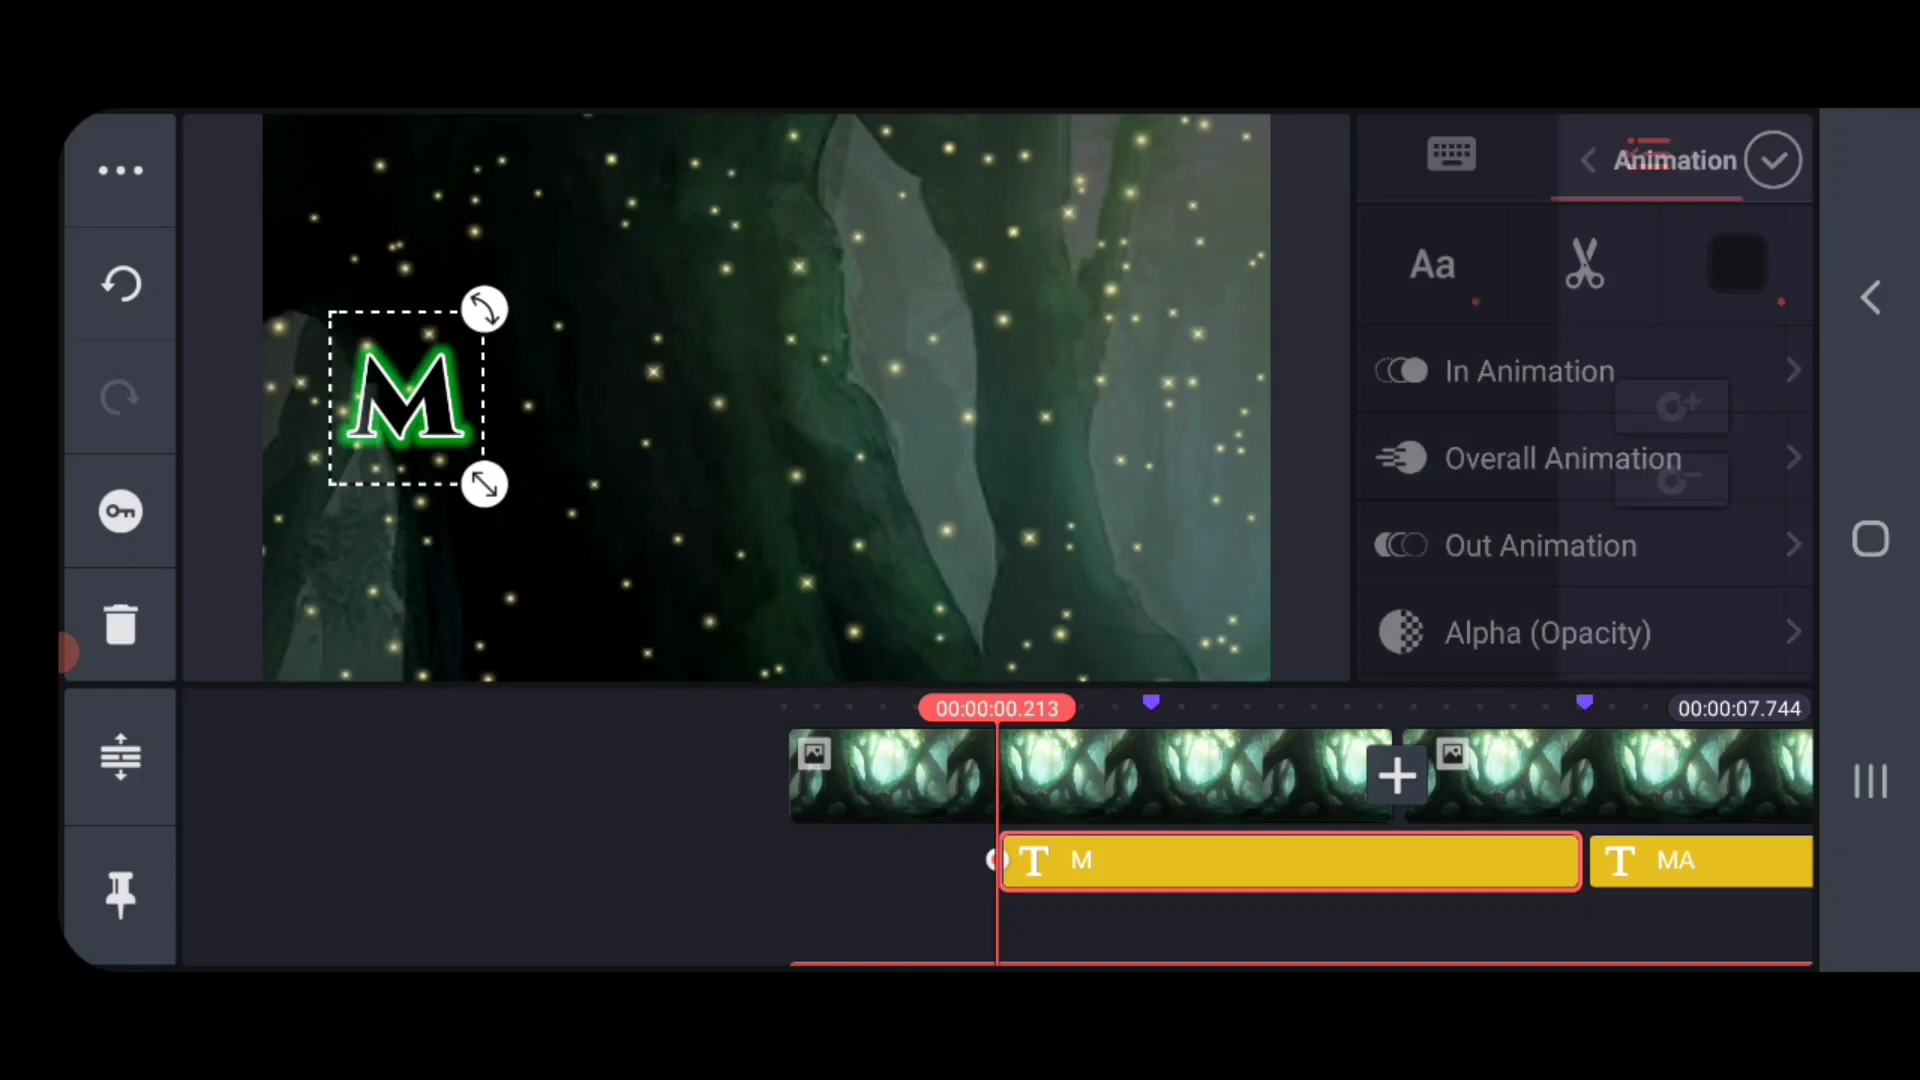 Animation
Aa
In Animation
M
Overall Animation
Out Animation
Alpha (Opacity)
00:00:00.213
00:00:07.744
T M
T MA